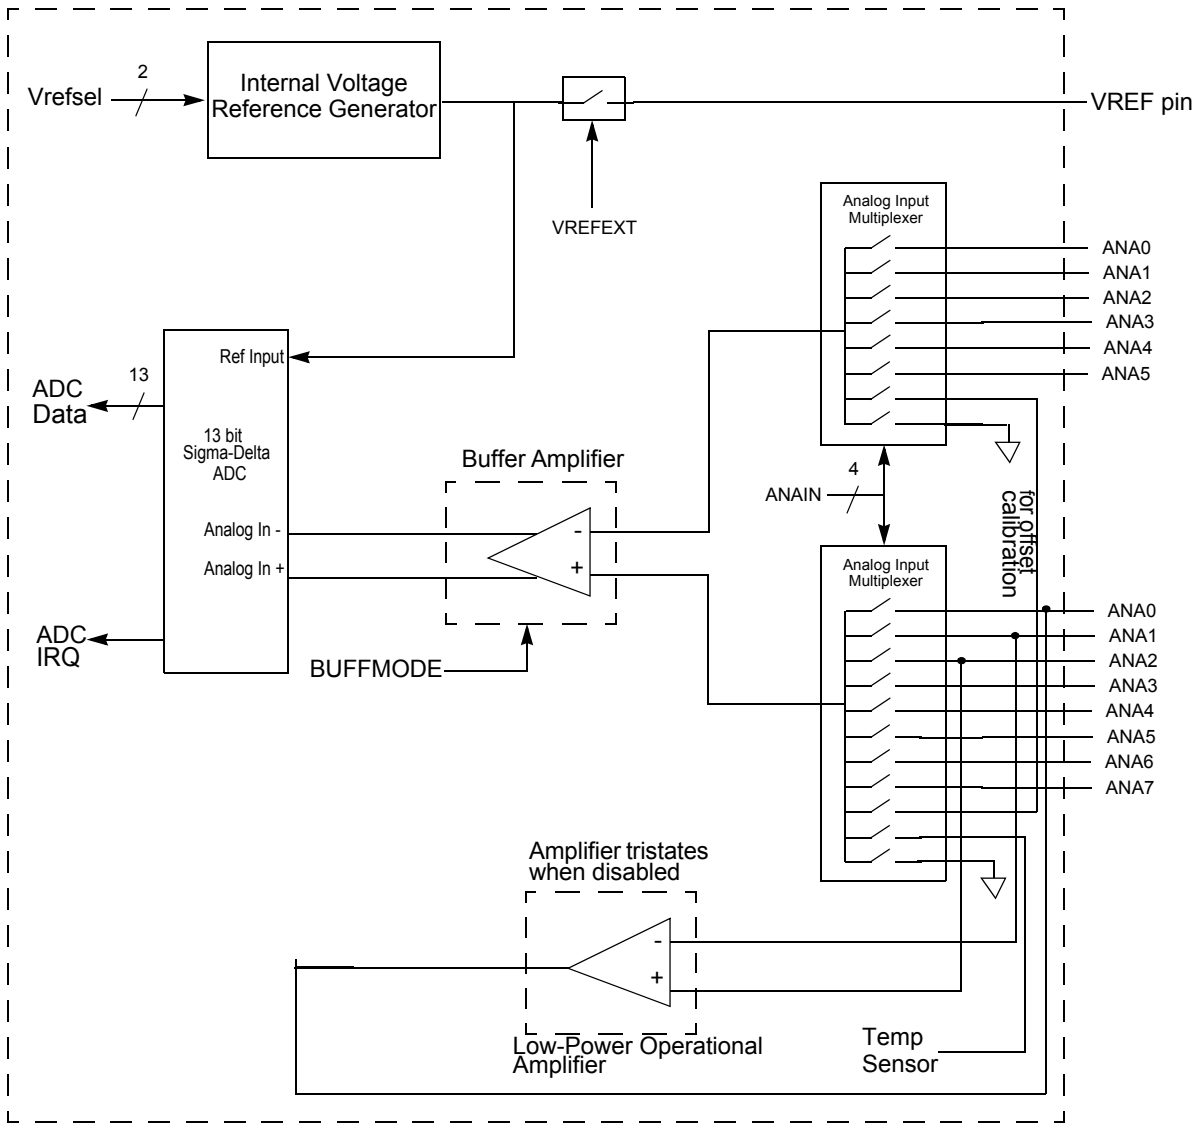 2
Vrefsel
Internal Voltage
Reference Generator
VREF pin
VREFEXT
Analog Input
Multiplexer
ANA0
ANA1
ANA2
ANA3
ANA4
ANA5
Ref Input
13
ADC
Data
13 bit
Sigma-Delta
ADC
Analog In -
Analog In +
ADC
IRQ
Buffer Amplifier
-
+
BUFFMODE
4
ANAIN
for offset
calibration
Analog Input
Multiplexer
ANA0
ANA1
ANA2
ANA3
ANA4
ANA5
ANA6
ANA7
Amplifier tristates
when disabled
-
+
Low-Power Operational
Amplifier
Temp
Sensor